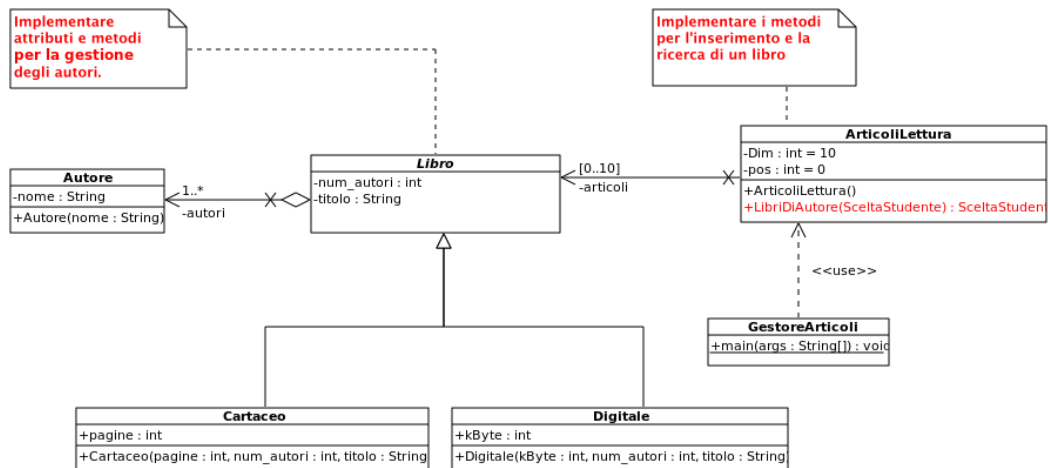 Implementare
attributi e metodi
per la gestione
degli autori.
Implementare i metodi
per l'inserimento e la
ricerca di un libro
Autore
-nome : String
+Autore(nome : String)
1..*
-autori
Libro
-num_autori : int
-titolo : String
[0..10]
-articoli
ArticoliLettura
-Dim : int = 10
-pos : int = 0
+ArticoliLettura()
+LibriDiAutore(SceltaStudente) : SceltaStudent
<<use>>
GestoreArticoli
+main(args : String[]) : voic
Cartaceo
+pagine : int
+Cartaceo(pagine : int, num_autori : int, titolo : String
Digitale
+kByte : int
+Digitale(kByte : int, num_autori : int, titolo : String)